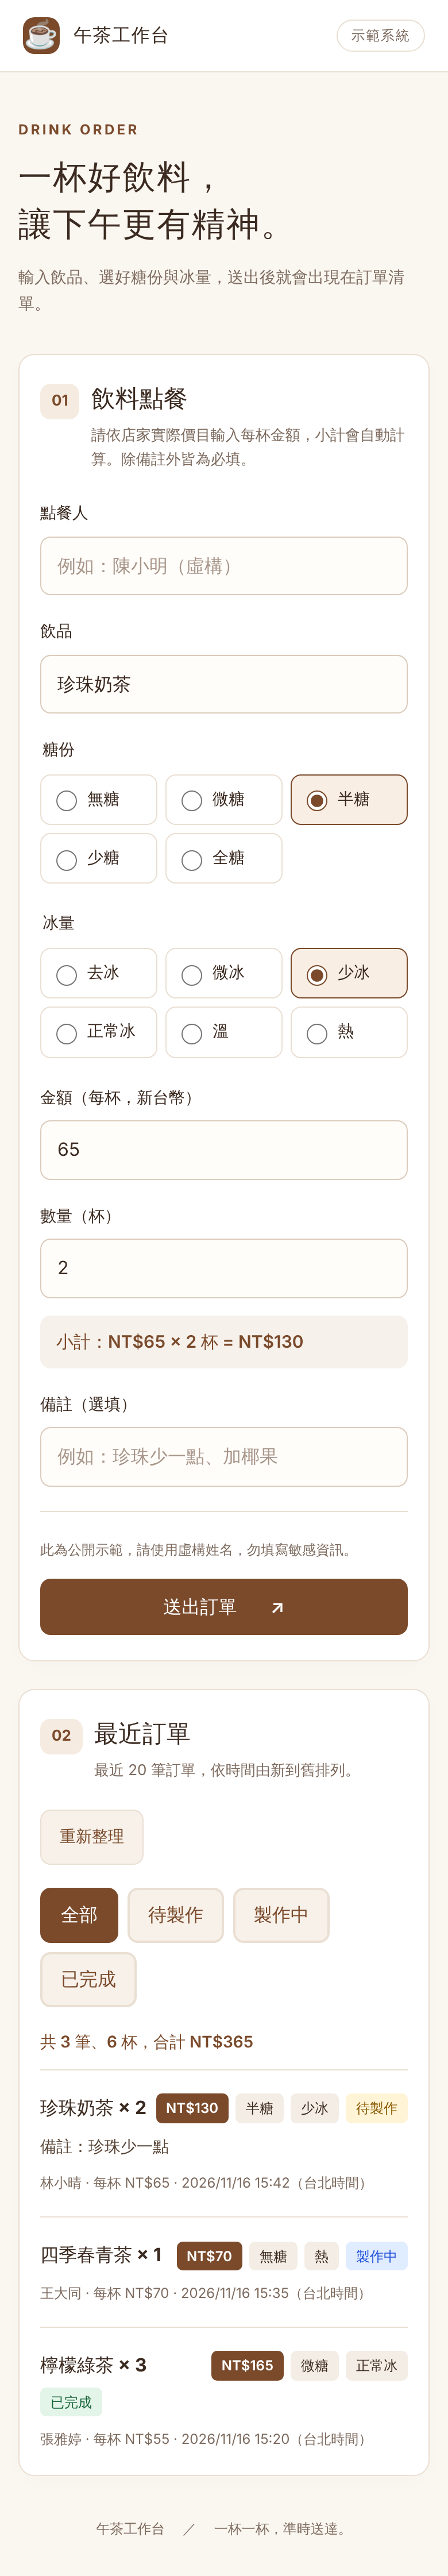 午茶工作台
示範系統
DRINK ORDER
一杯好飲料，
讓下午更有精神。
輸入飲品、選好糖份與冰量，送出後就會出現在訂單清
單。
01
飲料點餐
請依店家實際價目輸入每杯金額，小計會自動計
算。除備註外皆為必填。
點餐人
例如：陳小明（虛構）
飲品
珍珠奶茶
糖份
無糖
微糖
半糖
少糖
全糖
冰量
去冰
微冰
少冰
正常冰
溫
熱
金額（每杯，新台幣）
65
數量（杯）
2
小計：NT$65 × 2 杯 = NT$130
備註（選填）
例如：珍珠少一點、加椰果
此為公開示範，請使用虛構姓名，勿填寫敏感資訊。
送出訂單 ↗
02
最近訂單
最近 20 筆訂單，依時間由新到舊排列。
重新整理
全部
待製作
製作中
已完成
共 3 筆、6 杯，合計 NT$365
珍珠奶茶 × 2 NT$130 半糖 少冰 待製作
備註：珍珠少一點
林小晴 · 每杯 NT$65 · 2026/11/16 15:42（台北時間）
四季春青茶 × 1 NT$70 無糖 熱 製作中
王大同 · 每杯 NT$70 · 2026/11/16 15:35（台北時間）
檸檬綠茶 × 3 NT$165 微糖 正常冰
已完成
張雅婷 · 每杯 NT$55 · 2026/11/16 15:20（台北時間）
午茶工作台 ／ 一杯一杯，準時送達。